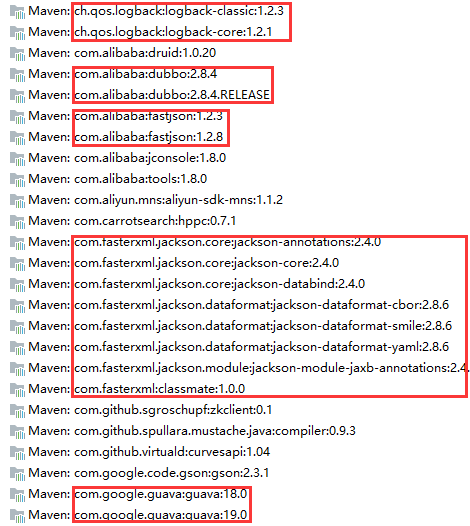 Maven: ch.qos.logback:logback-classic:1.2.3
Maven: ch.qos.logback:logback-core:1.2.1
Maven: com.alibaba:druid:1.0.20
Maven: com.alibaba:dubbo:2.8.4
Maven: com.alibaba:dubbo:2.8.4.RELEASE
Maven: com.alibaba:fastjson:1.2.3
Maven: com.alibaba:fastjson:1.2.8
Maven: com.alibaba:jconsole:1.8.0
Maven: com.alibaba:tools:1.8.0
Maven: com.aliyun.mns:aliyun-sdk-mns:1.1.2
Maven: com.carrotsearch:hppc:0.7.1
Maven: com.fasterxml.jackson.core:jackson-annotations:2.4.0
Maven: com.fasterxml.jackson.core:jackson-core:2.4.0
Maven: com.fasterxml.jackson.core:jackson-databind:2.4.0
Maven: com.fasterxml.jackson.dataformat:jackson-dataformat-cbor:2.8.6
Maven: com.fasterxml.jackson.dataformat:jackson-dataformat-smile:2.8.6
Maven: com.fasterxml.jackson.dataformat:jackson-dataformat-yaml:2.8.6
Maven: com.fasterxml.jackson.module:jackson-module-jaxb-annotations:2.4.
Maven: com.fasterxml:classmate:1.0.0
Maven: com.github.sgroschupf:zkclient:0.1
Maven: com.github.spullara.mustache.java:compiler:0.9.3
Maven: com.github.virtuald:curvesapi:1.04
Maven: com.google.code.gson:gson:2.3.1
Maven: com.google.guava:guava:18.0
Maven: com.google.guava:guava:19.0